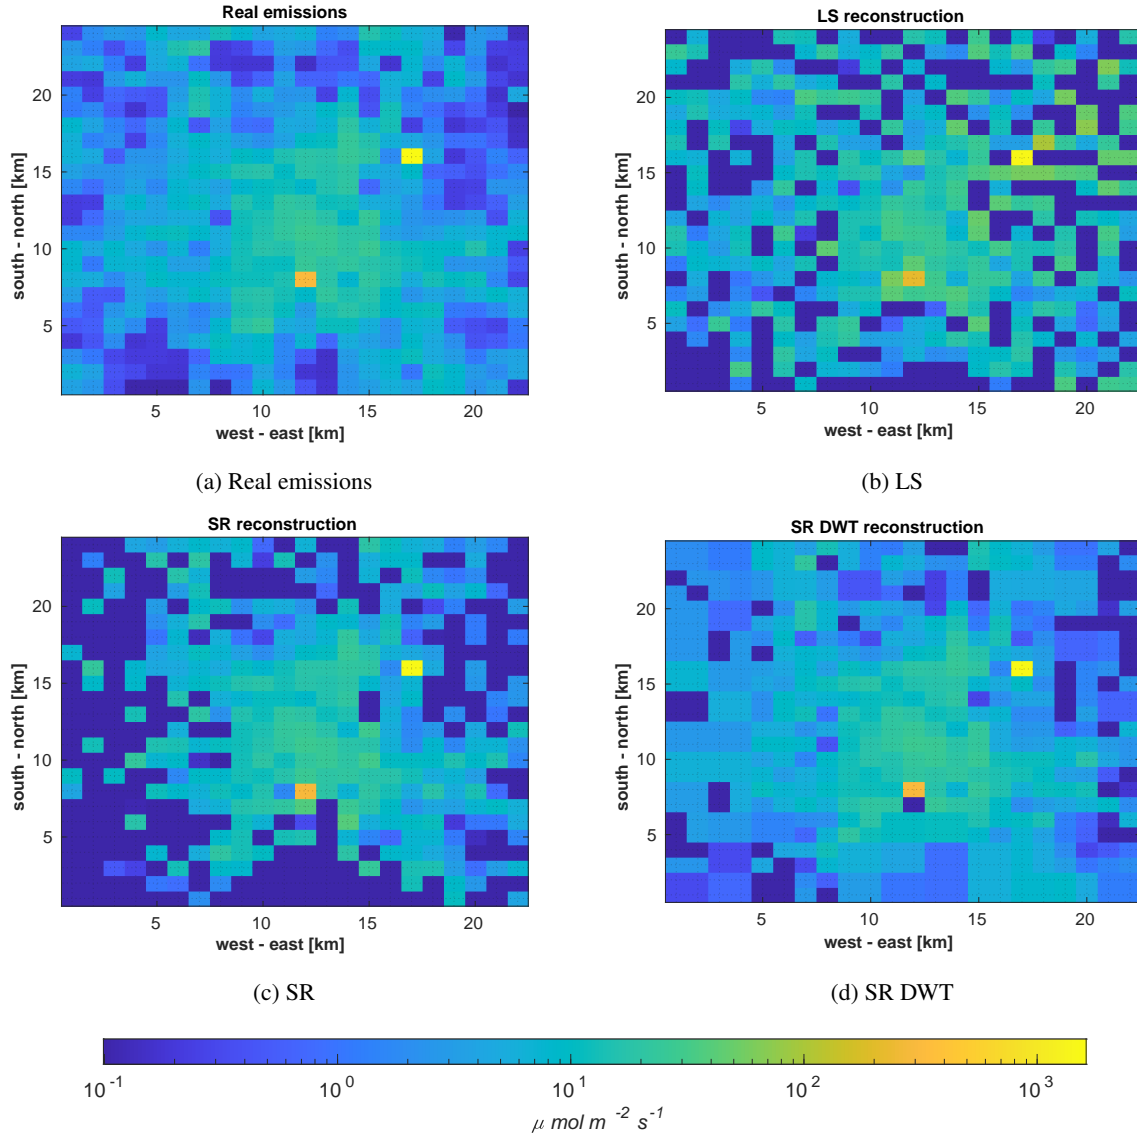 Real emissions
LS reconstruction
south - north [km]
20
15
10
5
5 10 15 20
west - east [km]
south - north [km]
20
15
10
5
5 10 15 20
west - east [km]
(a) Real emissions
(b) LS
SR reconstruction
SR DWT reconstruction
south - north [km]
20
15
10
5
5 10 15 20
west - east [km]
south - north [km]
20
15
10
5
5 10 15 20
west - east [km]
(c) SR
(d) SR DWT
10^-1 10^0 10^1 10^2 10^3
μ mol m^-2 s^-1